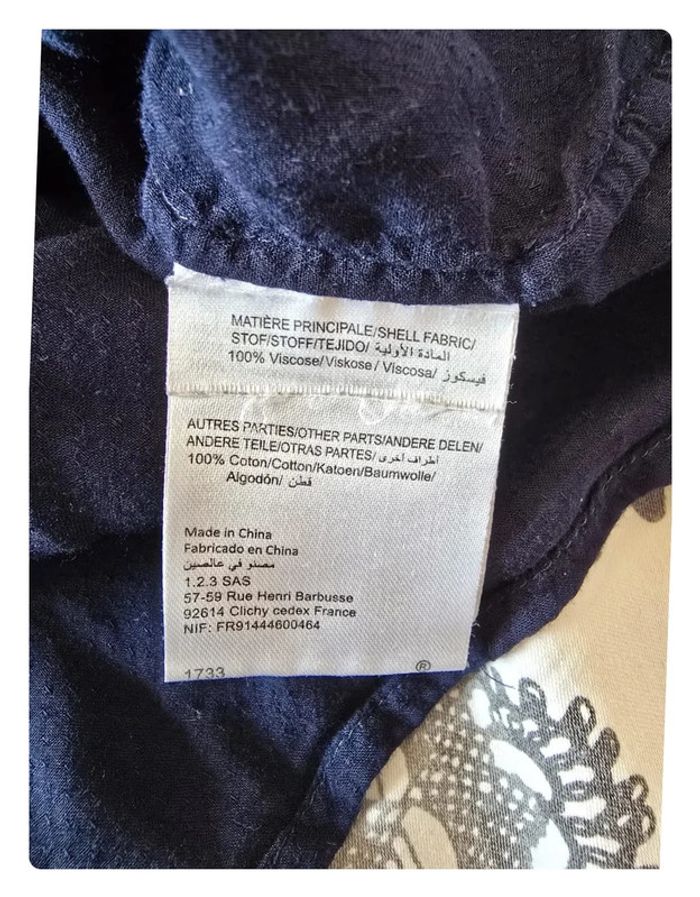 MATIÈRE PRINCIPALE/SHELL FABRIC/
STOF/STOFF/TEJIDO/ المادة الأولية
100% Viscose/Viskose/ Viscosa/ فيسكوز
AUTRES PARTIES/OTHER PARTS/ANDERE DELEN/
ANDERE TEILE/OTRAS PARTES/ أطراف أخرى
100% Coton/Cotton/Katoen/Baumwolle/
Algodón/ قطن
Made in China
Fabricado en China
مصنو في عالصين
1.2.3 SAS
57-59 Rue Henri Barbusse
92614 Clichy cedex France
NIF: FR91444600464
1733 ®